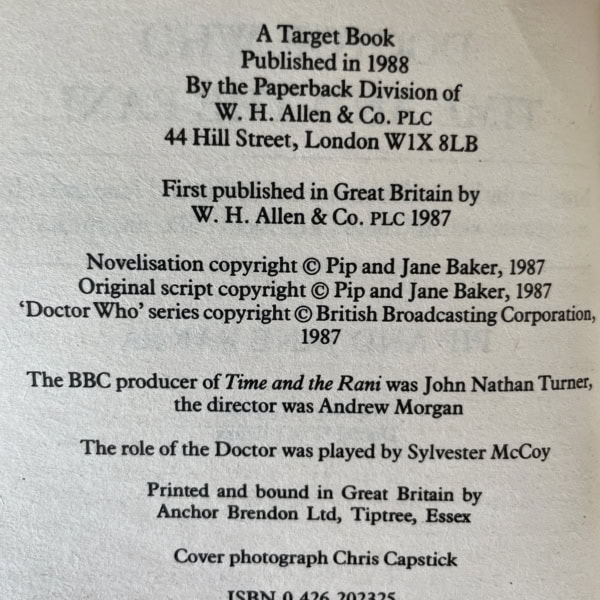 A Target Book
Published in 1988
By the Paperback Division of
W. H. Allen & Co. PLC
44 Hill Street, London W1X 8LB
First published in Great Britain by
W. H. Allen & Co. PLC 1987
Novelisation copyright © Pip and Jane Baker, 1987
Original script copyright © Pip and Jane Baker, 1987
‘Doctor Who’ series copyright © British Broadcasting Corporation,
1987
The BBC producer of Time and the Rani was John Nathan Turner,
the director was Andrew Morgan
The role of the Doctor was played by Sylvester McCoy
Printed and bound in Great Britain by
Anchor Brendon Ltd, Tiptree, Essex
Cover photograph Chris Capstick
ISBN 0 426 202325